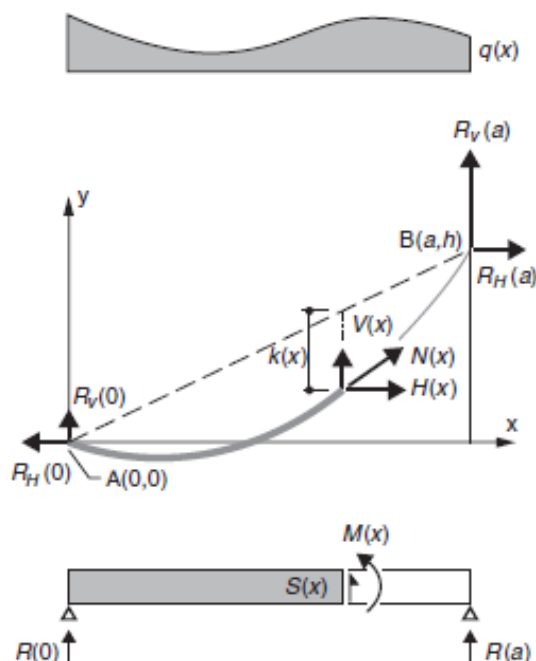 q(x)
R_V(a)
y
B(a,h)
R_H(a)
V(x)
k(x)
N(x)
R_V(0)
H(x)
x
R_H(0)
A(0,0)
M(x)
S(x)
R(0)
R(a)